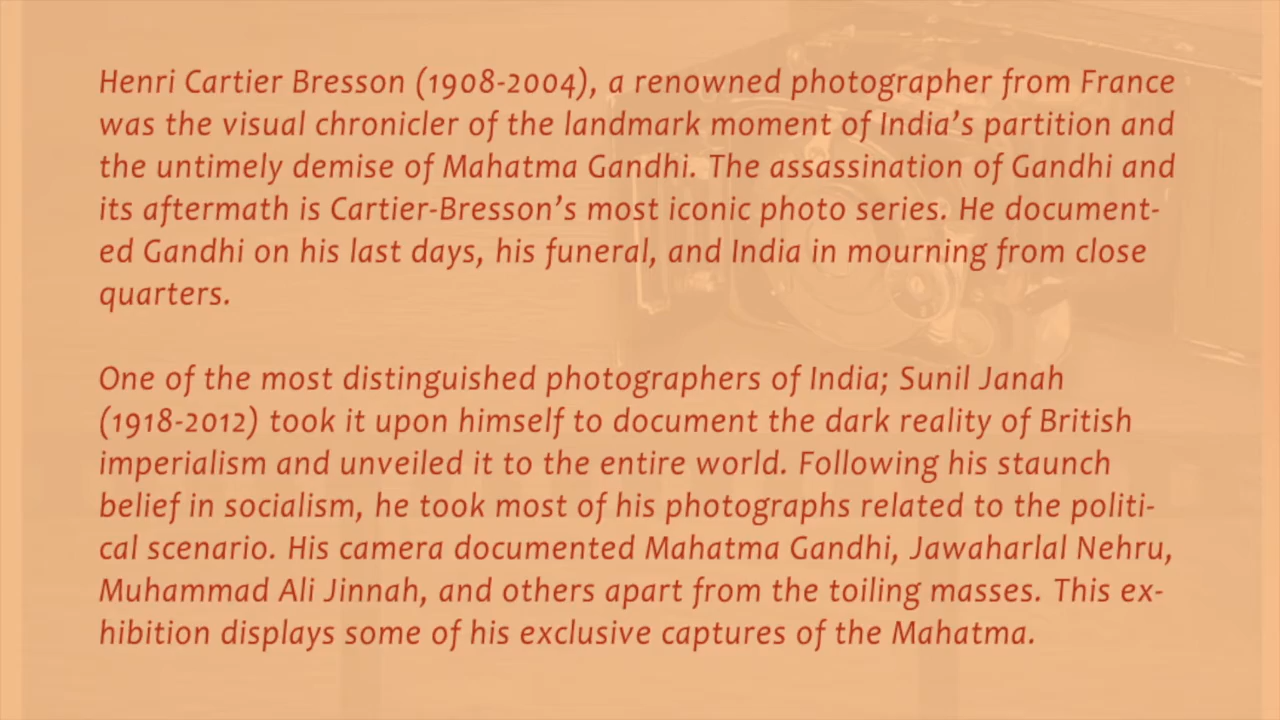 Henri Cartier Bresson (1908-2004), a renowned photographer from France
was the visual chronicler of the landmark moment of India’s partition and
the untimely demise of Mahatma Gandhi. The assassination of Gandhi and
its aftermath is Cartier-Bresson’s most iconic photo series. He document-
ed Gandhi on his last days, his funeral, and India in mourning from close
quarters.
One of the most distinguished photographers of India; Sunil Janah
(1918-2012) took it upon himself to document the dark reality of British
imperialism and unveiled it to the entire world. Following his staunch
belief in socialism, he took most of his photographs related to the politi-
cal scenario. His camera documented Mahatma Gandhi, Jawaharlal Nehru,
Muhammad Ali Jinnah, and others apart from the toiling masses. This ex-
hibition displays some of his exclusive captures of the Mahatma.